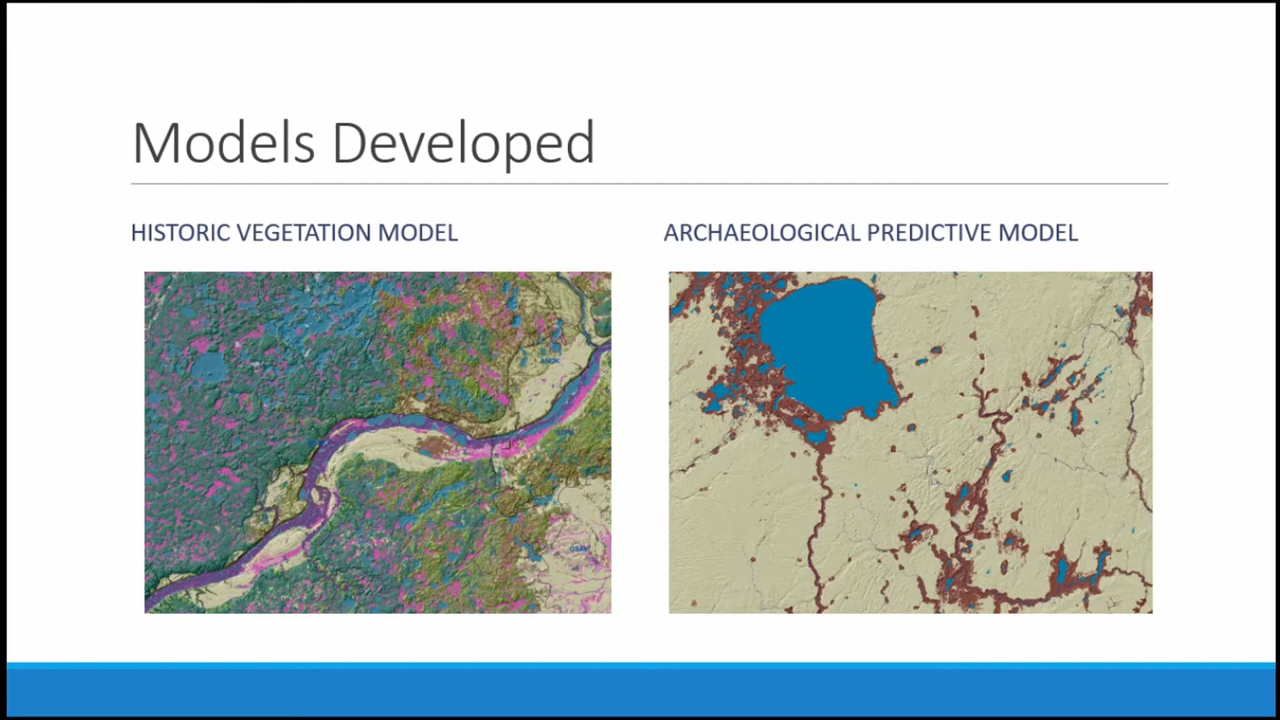 Models Developed
HISTORIC VEGETATION MODEL
ARCHAEOLOGICAL PREDICTIVE MODEL